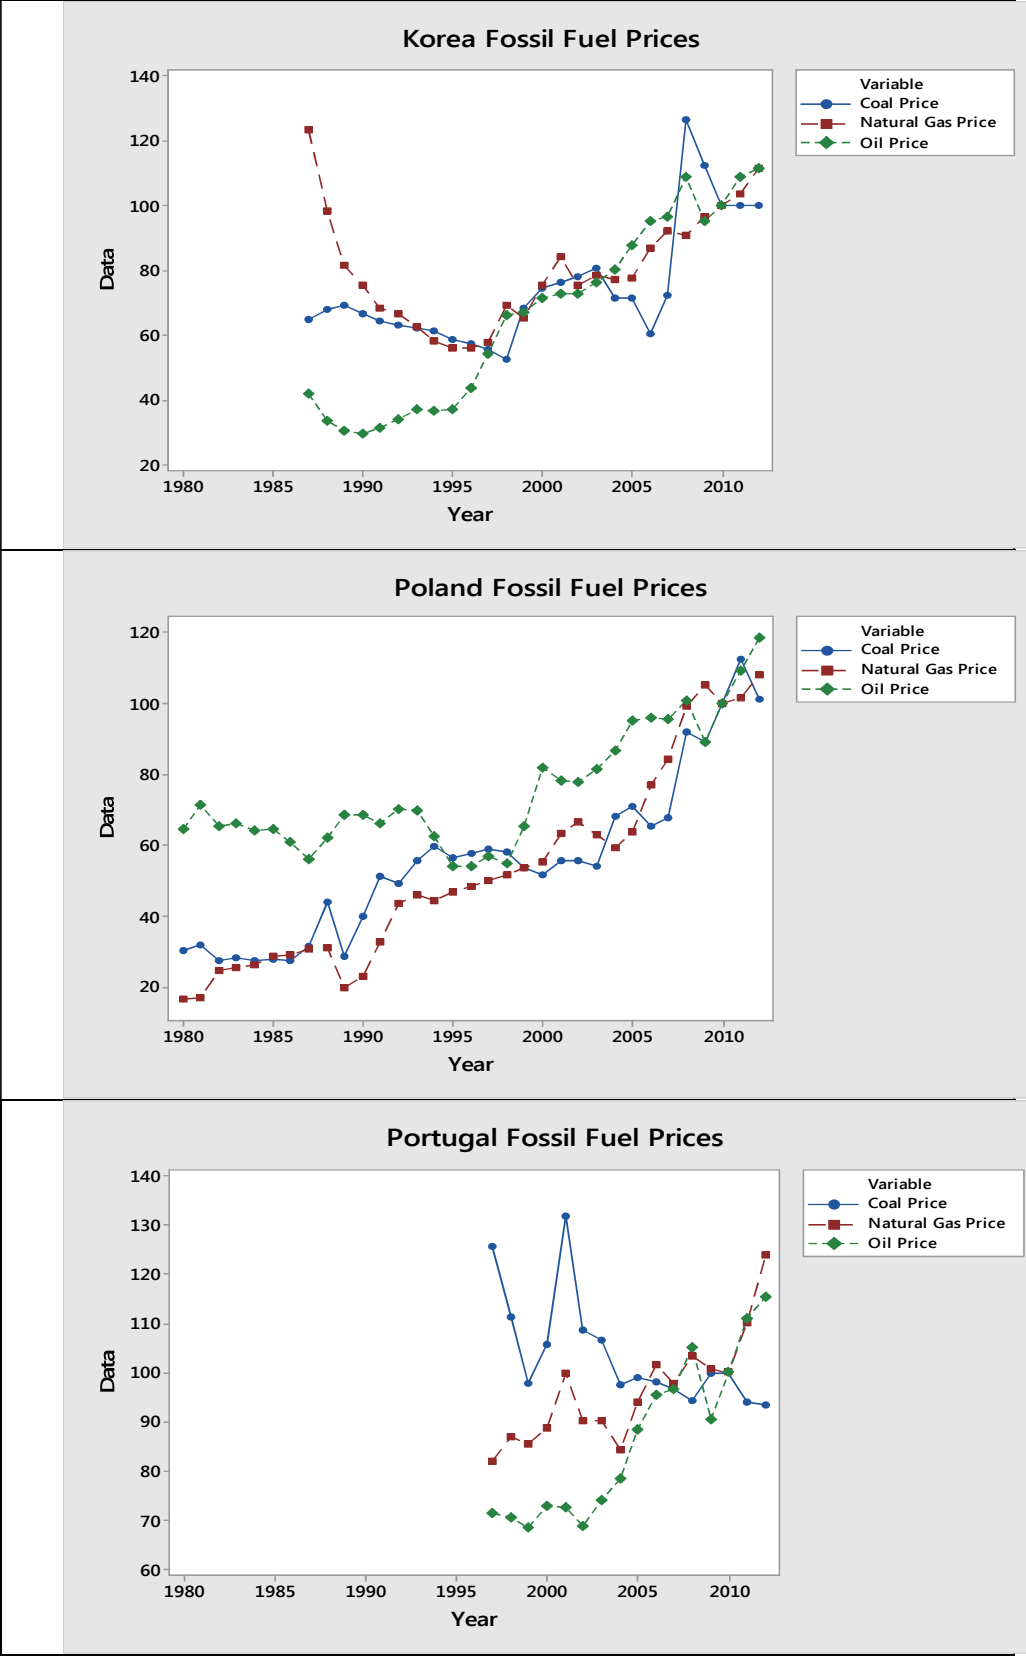 Korea Fossil Fuel Prices
140
120
100
80
60
40
20
Data
1980 1985 1990 1995 2000 2005 2010
Year
Variable
Coal Price
Natural Gas Price
Oil Price
Poland Fossil Fuel Prices
120
100
80
60
40
20
Data
1980 1985 1990 1995 2000 2005 2010
Year
Variable
Coal Price
Natural Gas Price
Oil Price
Portugal Fossil Fuel Prices
140
130
120
110
100
90
80
70
60
Data
1980 1985 1990 1995 2000 2005 2010
Year
Variable
Coal Price
Natural Gas Price
Oil Price